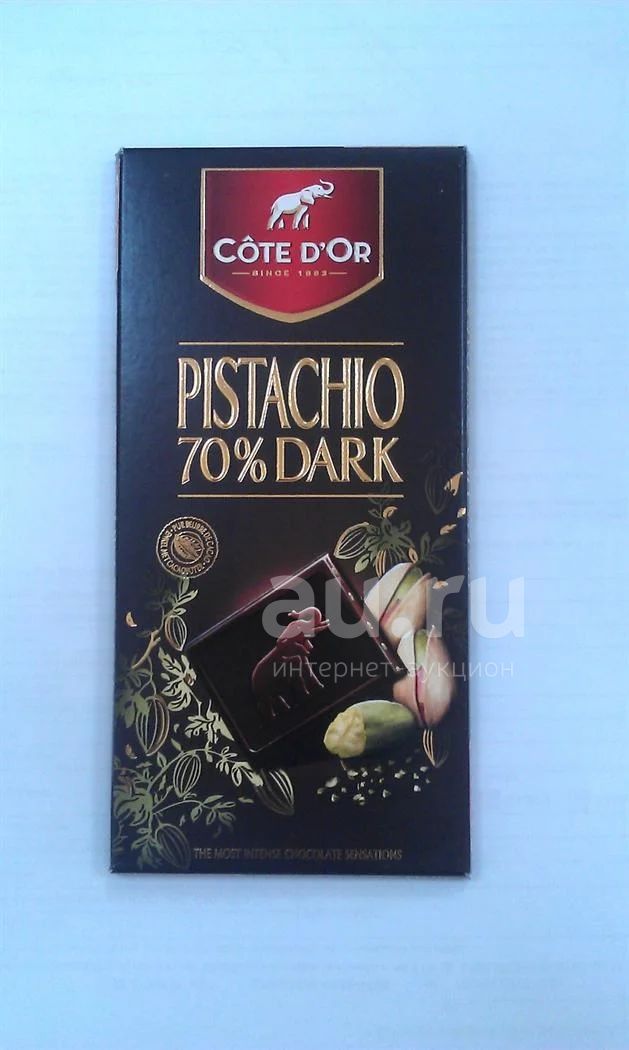 CÔTE D'OR
SINCE 1883
PISTACHIO
70% DARK
au.ru
интернет-аукцион
THE MOST INTENSE CHOCOLATE SENSATIONS